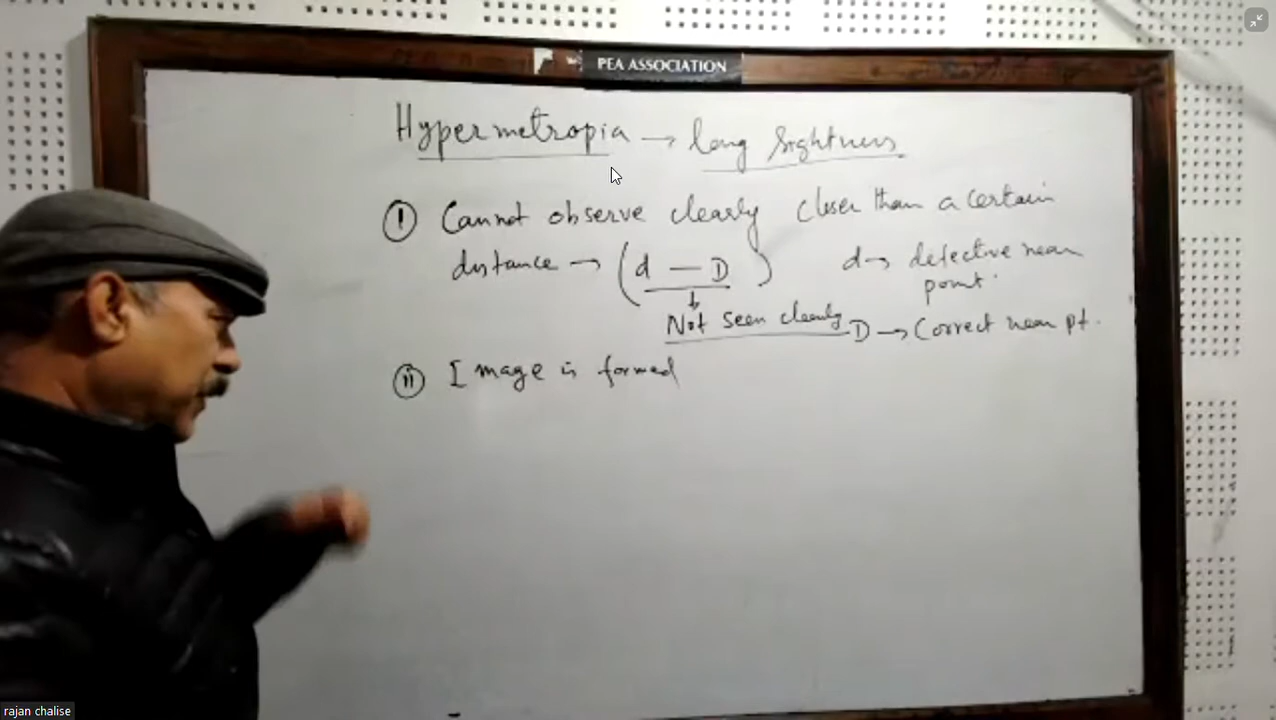 PEA ASSOCIATION
Hypermetropia → long Sightness
(i) Cannot observe clearly closer than a certain
distance → (d — D) d → defective near
point.
Not seen clearly D → Correct near pt.
(ii) Image is formed
rajan chalise